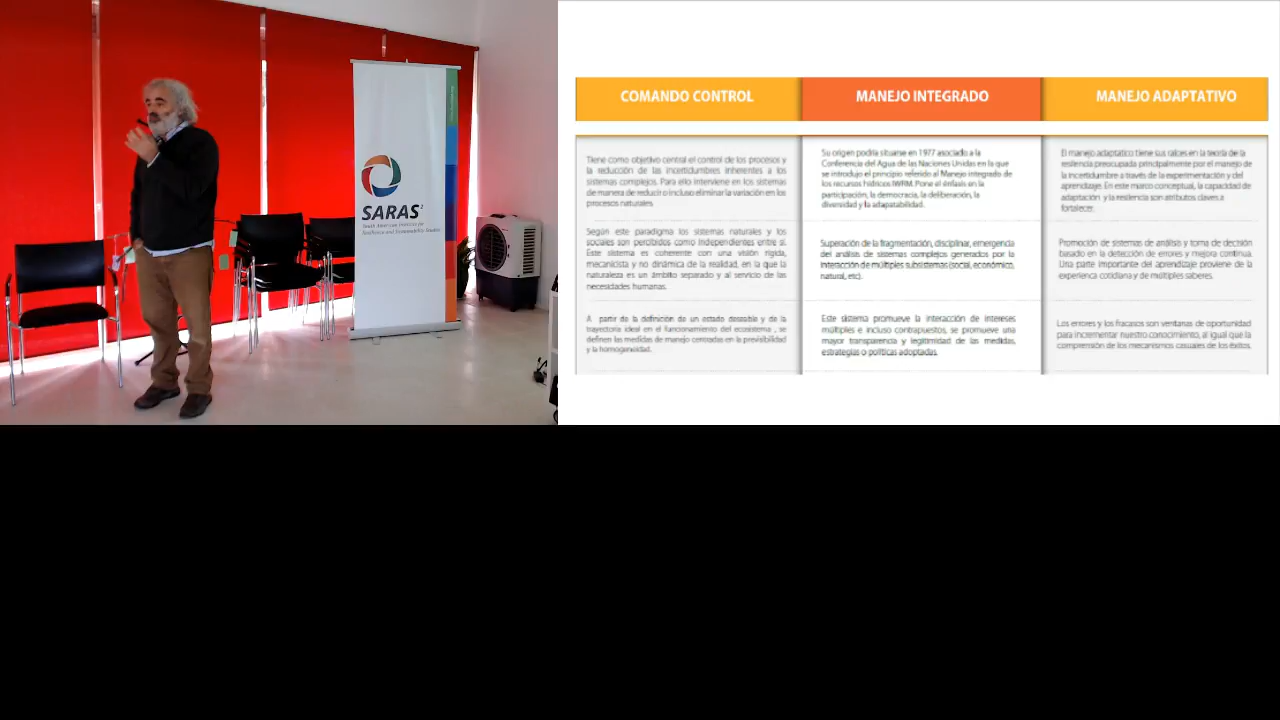 SARAS²
South American Institute for
Resilience and Sustainability Studies
COMANDO CONTROL
Tiene como objetivo central el control de los procesos y
la reducción de las incertidumbres inherentes a los
sistemas complejos. Para ello interviene en los sistemas
de manera de reducir o incluso eliminar la variación en los
procesos naturales.
Según este paradigma los sistemas naturales y los
sociales son percibidos como independientes entre sí.
Este sistema es coherente con una visión rígida,
mecanicista y no dinámica de la realidad, en la que la
naturaleza es un ámbito separado y al servicio de las
necesidades humanas.
A partir de la definición de un estado deseable y de la
trayectoria ideal en el funcionamiento del ecosistema , se
definen las medidas de manejo centradas en la previsibilidad
y la homogeneidad.
MANEJO INTEGRADO
Su origen podría situarse en 1977 asociado a la
Conferencia del Agua de las Naciones Unidas en la que
se introdujo el principio referido al Manejo integrado de
los recursos hídricos IWRM. Pone el énfasis en la
participación, la democracia, la deliberación, la
diversidad y la adapatabilidad.
Superación de la fragmentación, disciplinar, emergencia
del análisis de sistemas complejos generados por la
interacción de múltiples subsistemas (social, económico,
natural, etc).
Este sistema promueve la interacción de intereses
múltiples e incluso contrapuestos, se promueve una
mayor transparencia y legitimidad de las medidas,
estrategias o políticas adoptadas.
MANEJO ADAPTATIVO
El manejo adaptatico tiene sus raíces en la teoría de la
resilencia preocupada principalmente por el manejo de
la incertidumbre a través de la experimentación y del
aprendizaje. En este marco conceptual, la capacidad de
adaptación y la resilencia son atributos claves a
fortalecer.
Promoción de sistemas de análisis y toma de decisión
basado en la detección de errores y mejora continua.
Una parte importante del aprendizaje proviene de la
experiencia cotidiana y de múltiples saberes.
Los errores y los fracasos son ventanas de oportunidad
para incrementar nuestro conocimiento, al igual que la
comprensión de los mecanismos casuales de los éxitos.